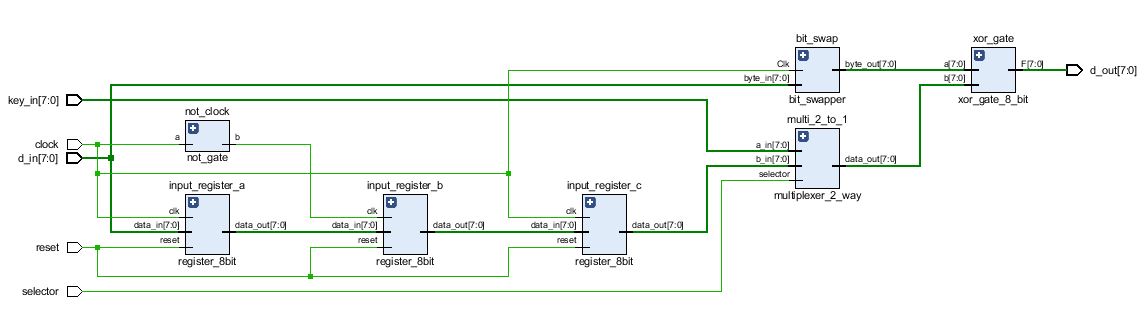 bit_swap
xor_gate
Clk
byte_out[7:0]
a[7:0]
F[7:0]
d_out[7:0]
byte_in[7:0]
b[7:0]
key_in[7:0]
bit_swapper
xor_gate_8_bit
not_clock
multi_2_to_1
clock
a
b
a_in[7:0]
d_in[7:0]
not_gate
b_in[7:0]
data_out[7:0]
selector
input_register_a
input_register_b
input_register_c
multiplexer_2_way
clk
clk
clk
data_in[7:0]
data_out[7:0]
data_in[7:0]
data_out[7:0]
data_in[7:0]
data_out[7:0]
reset
reset
reset
reset
register_8bit
register_8bit
register_8bit
selector